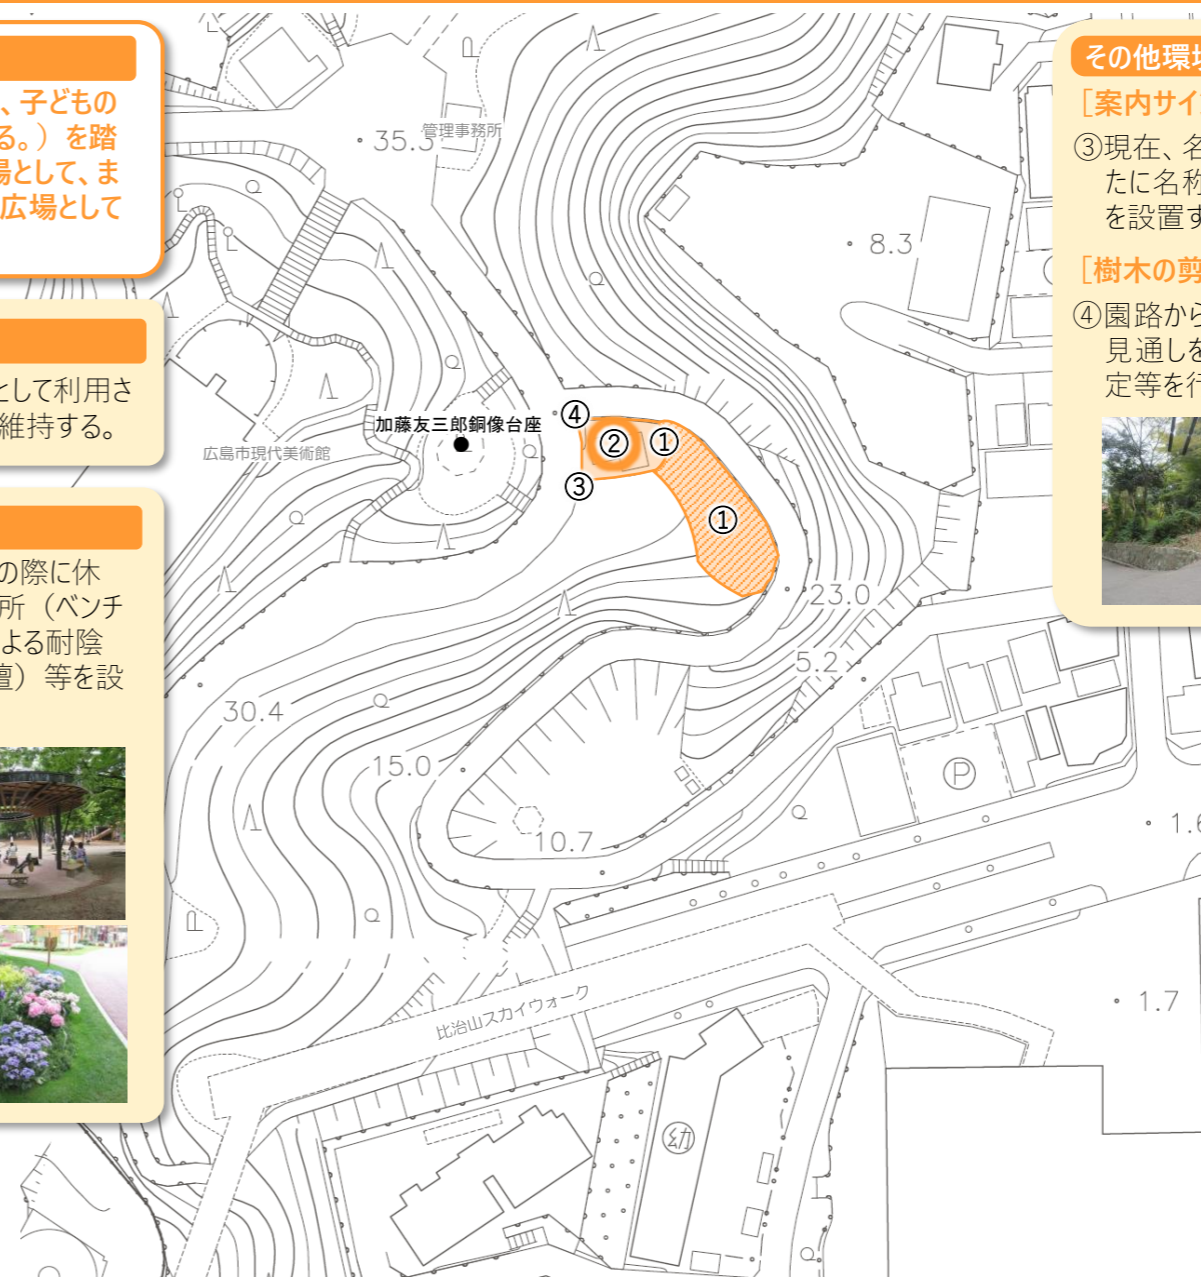 、子どもの
る。）を踏
場として、ま
広場として
として利用さ
維持する。
の際に休
所（ベンチ
よる耐陰
壇）等を設
35.5
管理事務所
8.3
加藤友三郎銅像台座
広島市現代美術館
④
②
①
③
①
23.0
5.2
30.4
15.0
10.7
P
1.6
1.7
比治山スカイウォーク
幼
その他環境
［案内サイ
③現在、名
たに名称
を設置す
［樹木の剪
④園路から
見通しを
定等を行